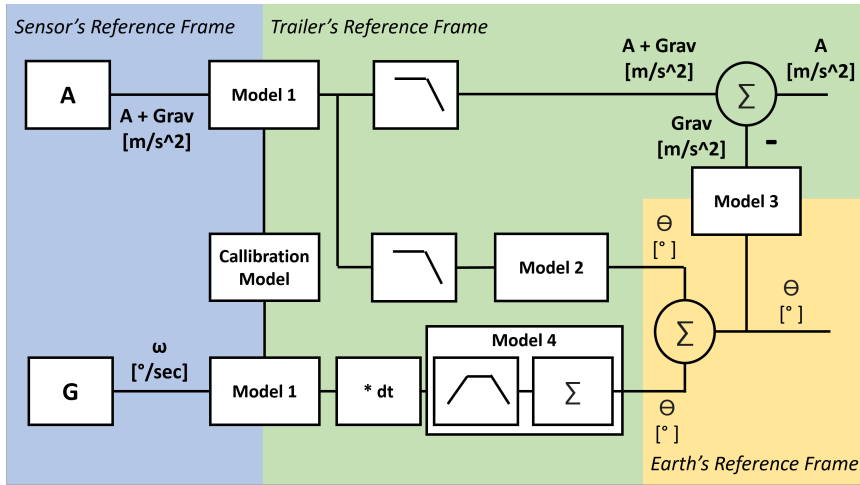 Sensor's Reference Frame
Trailer's Reference Frame
A
A + Grav
[m/s^2]
Model 1
A + Grav
[m/s^2]
Σ
A
[m/s^2]
Grav
[m/s^2]
-
Model 3
Callibration
Model
Model 2
Θ
[° ]
Σ
Θ
[° ]
G
ω
[°/sec]
Model 1
* dt
Model 4
Σ
Θ
[° ]
Earth's Reference Frame